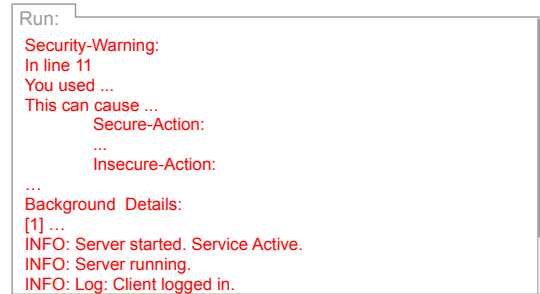 Run:
Security-Warning:
In line 11
You used ...
This can cause ...
Secure-Action:
...
Insecure-Action:
…
Background  Details:
[1] …
INFO: Server started. Service Active.
INFO: Server running.
INFO: Log: Client logged in.